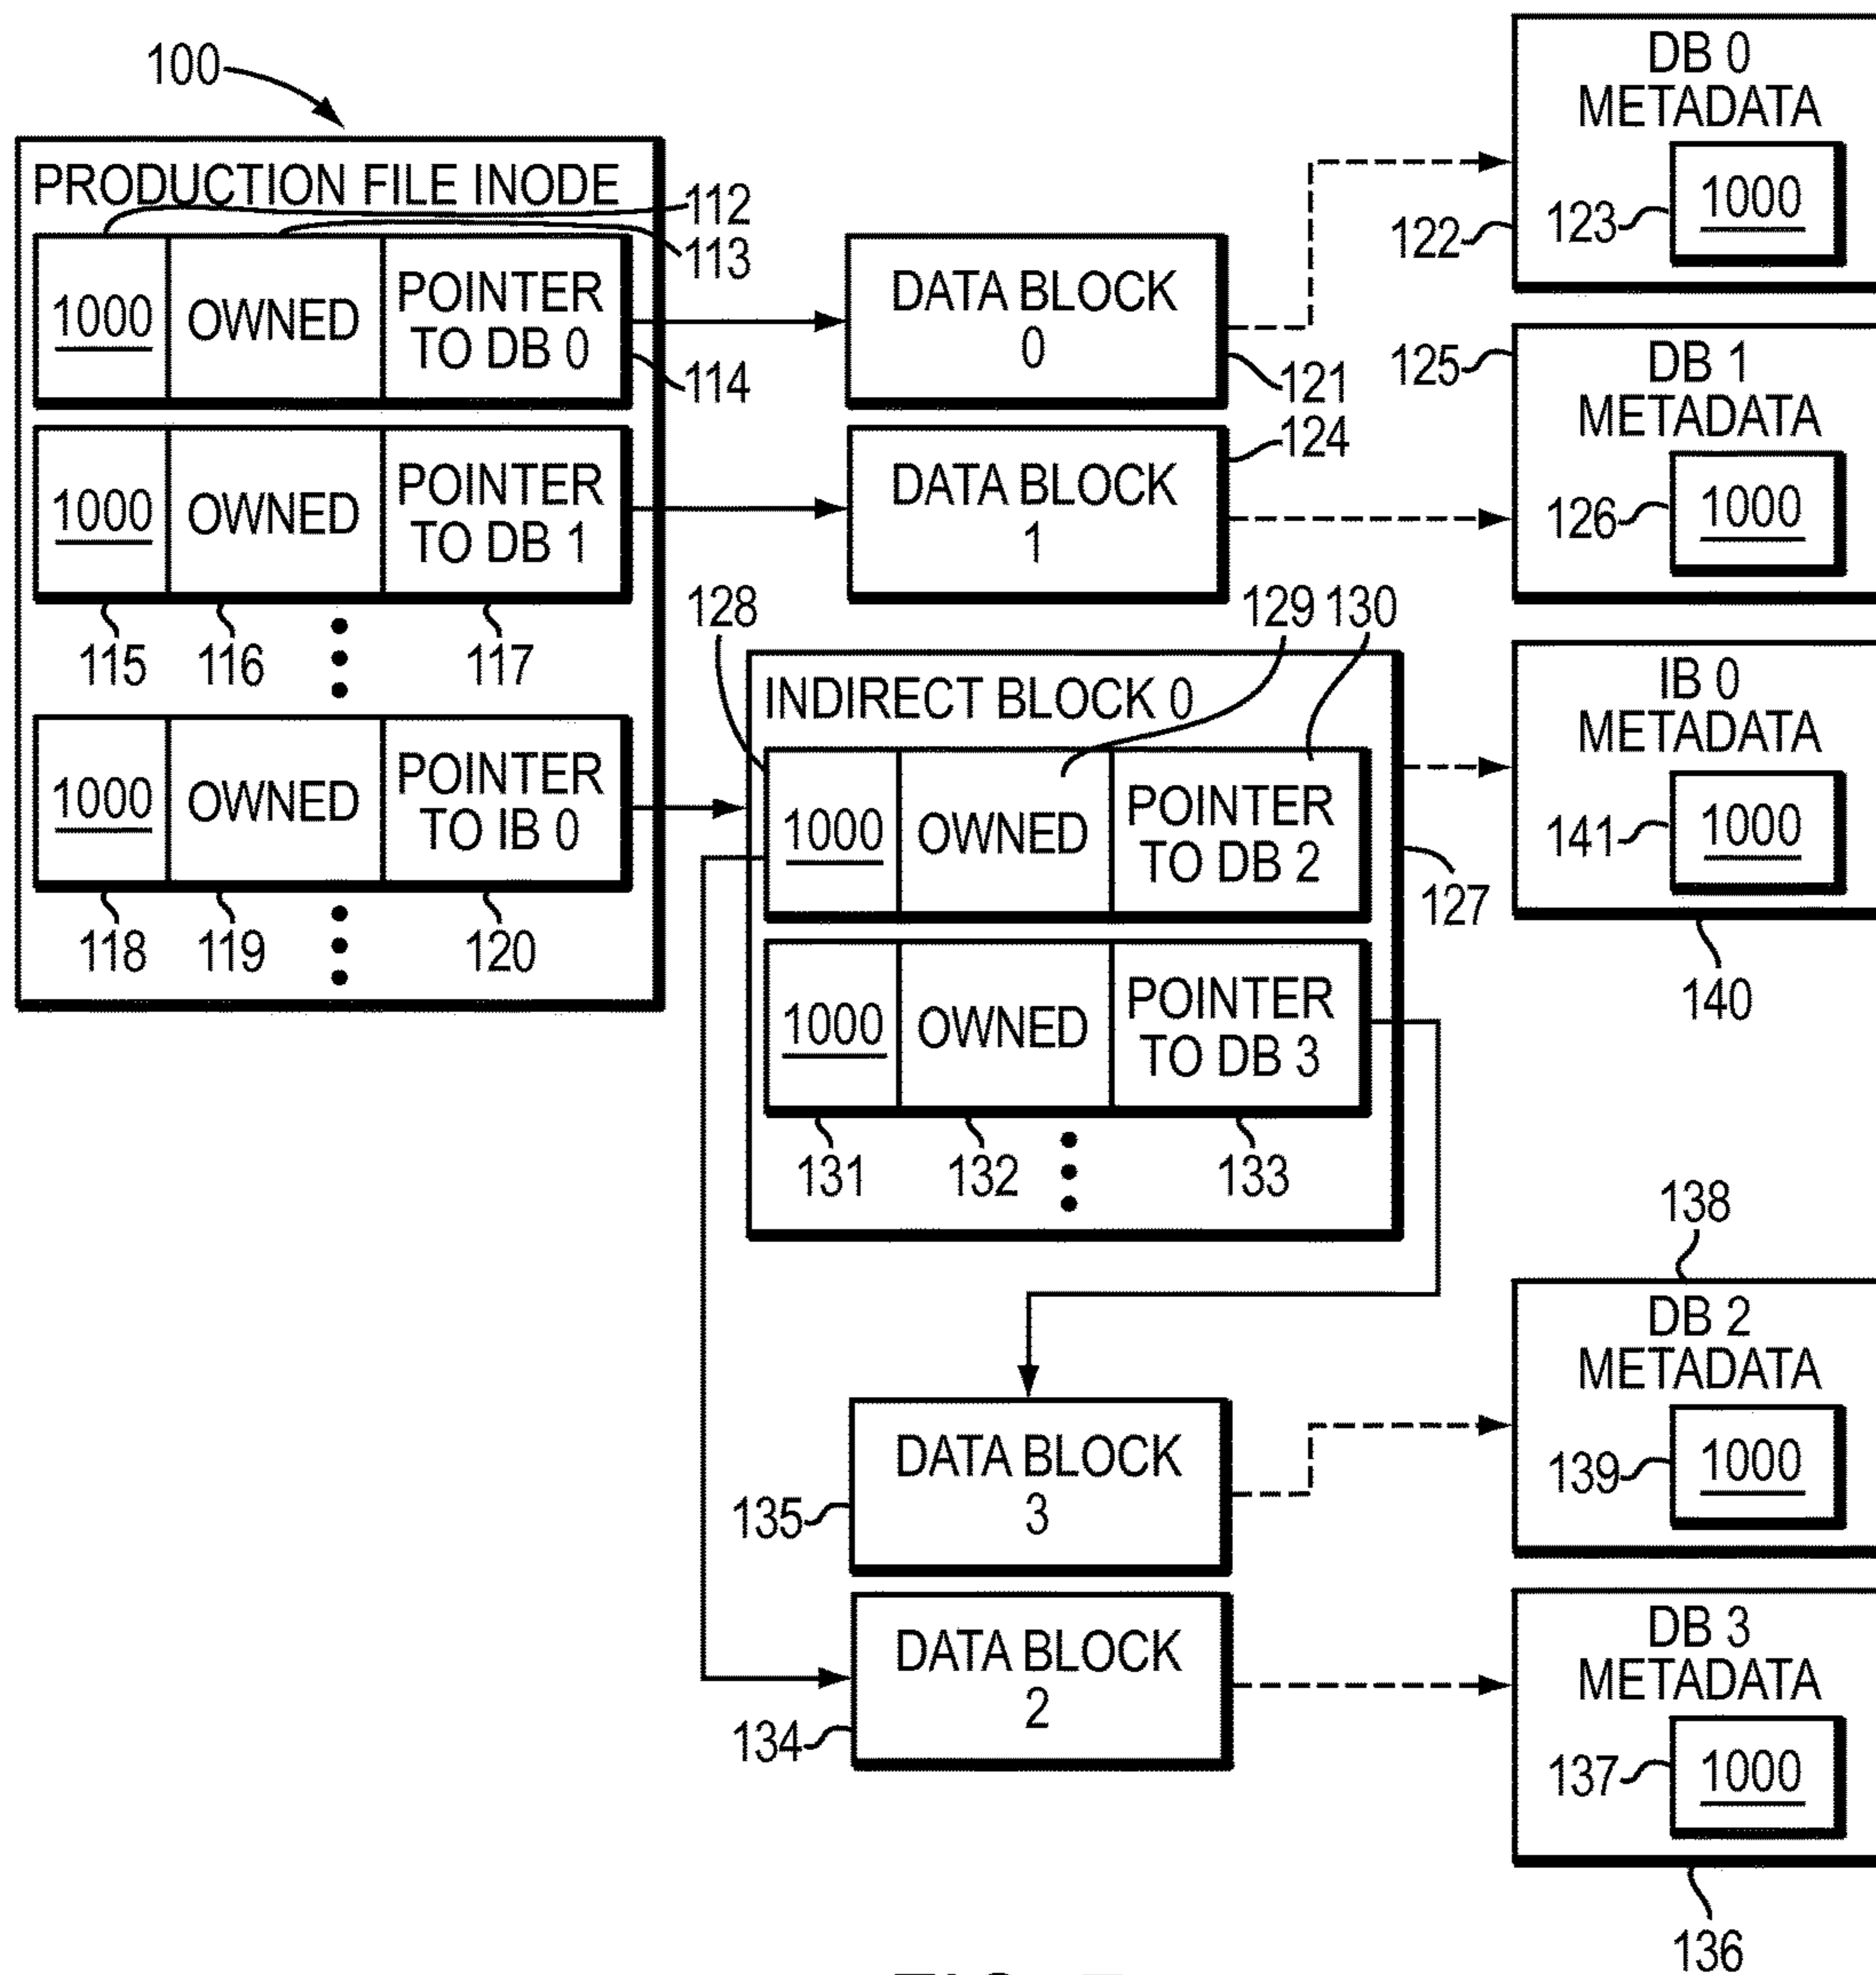 100
PRODUCTION FILE INODE
112
113
1000
OWNED
POINTER
TO DB 0
114
1000
OWNED
POINTER
TO DB 1
115
116
117
1000
OWNED
POINTER
TO IB 0
118
119
120
DATA BLOCK
0
121
124
DATA BLOCK
1
DB 0
METADATA
122
123
1000
125
DB 1
METADATA
126
1000
128
129
130
INDIRECT BLOCK 0
1000
OWNED
POINTER
TO DB 2
127
1000
OWNED
POINTER
TO DB 3
131
132
133
IB 0
METADATA
141
1000
140
138
DB 2
METADATA
139
1000
DATA BLOCK
3
135
DATA BLOCK
2
134
DB 3
METADATA
137
1000
136